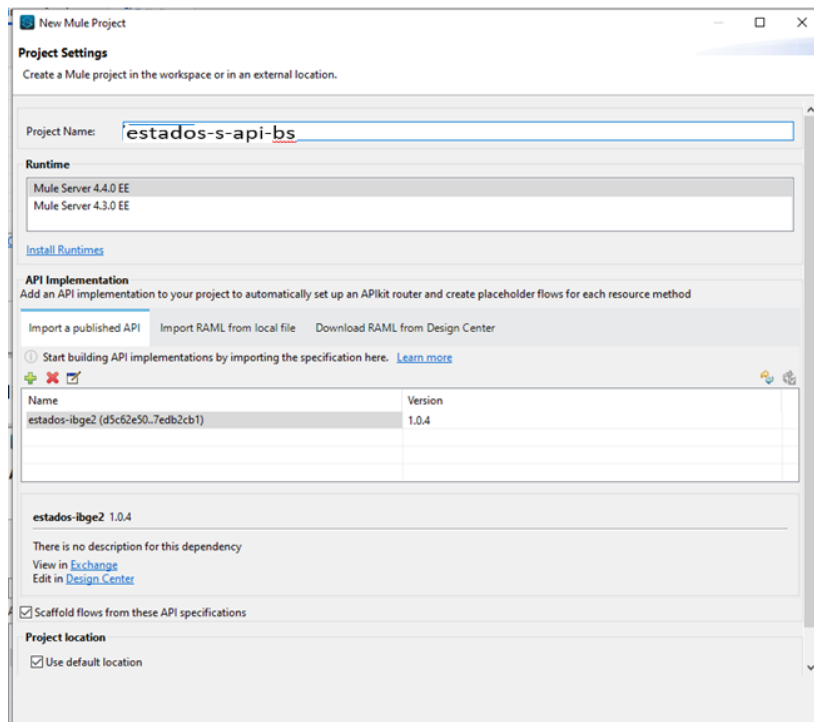 New Mule Project
Project Settings
Create a Mule project in the workspace or in an external location.
Project Name: estados-s-api-bs
Runtime
Mule Server 4.4.0 EE
Mule Server 4.3.0 EE
Install Runtimes
API Implementation
Add an API implementation to your project to automatically set up an APIkit router and create placeholder flows for each resource method
Import a published API Import RAML from local file Download RAML from Design Center
Start building API implementations by importing the specification here. Learn more
Name Version
estados-ibge2 (d5c62e50..7edb2cb1) 1.0.4
estados-ibge2 1.0.4
There is no description for this dependency
View in Exchange
Edit in Design Center
Scaffold flows from these API specifications
Project location
Use default location